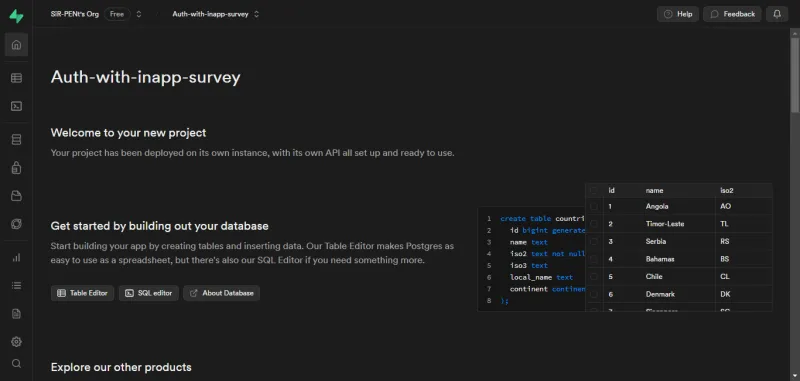 SIR-PENt's Org Free Auth-with-inapp-survey Help Feedback
Auth-with-inapp-survey
Welcome to your new project
Your project has been deployed on its own instance, with its own API all set up and ready to use.
Get started by building out your database
Start building your app by creating tables and inserting data. Our Table Editor makes Postgres as
easy to use as a spreadsheet, but there's also our SQL Editor if you need something more.
Table Editor SQL editor About Database
1 create table countri
2 id bigint generate
3 name text
4 iso2 text not null
5 iso3 text
6 local_name text
7 continent continen
8 );
id name iso2
1 Angola AO
2 Timor-Leste TL
3 Serbia RS
4 Bahamas BS
5 Chile CL
6 Denmark DK
Explore our other products